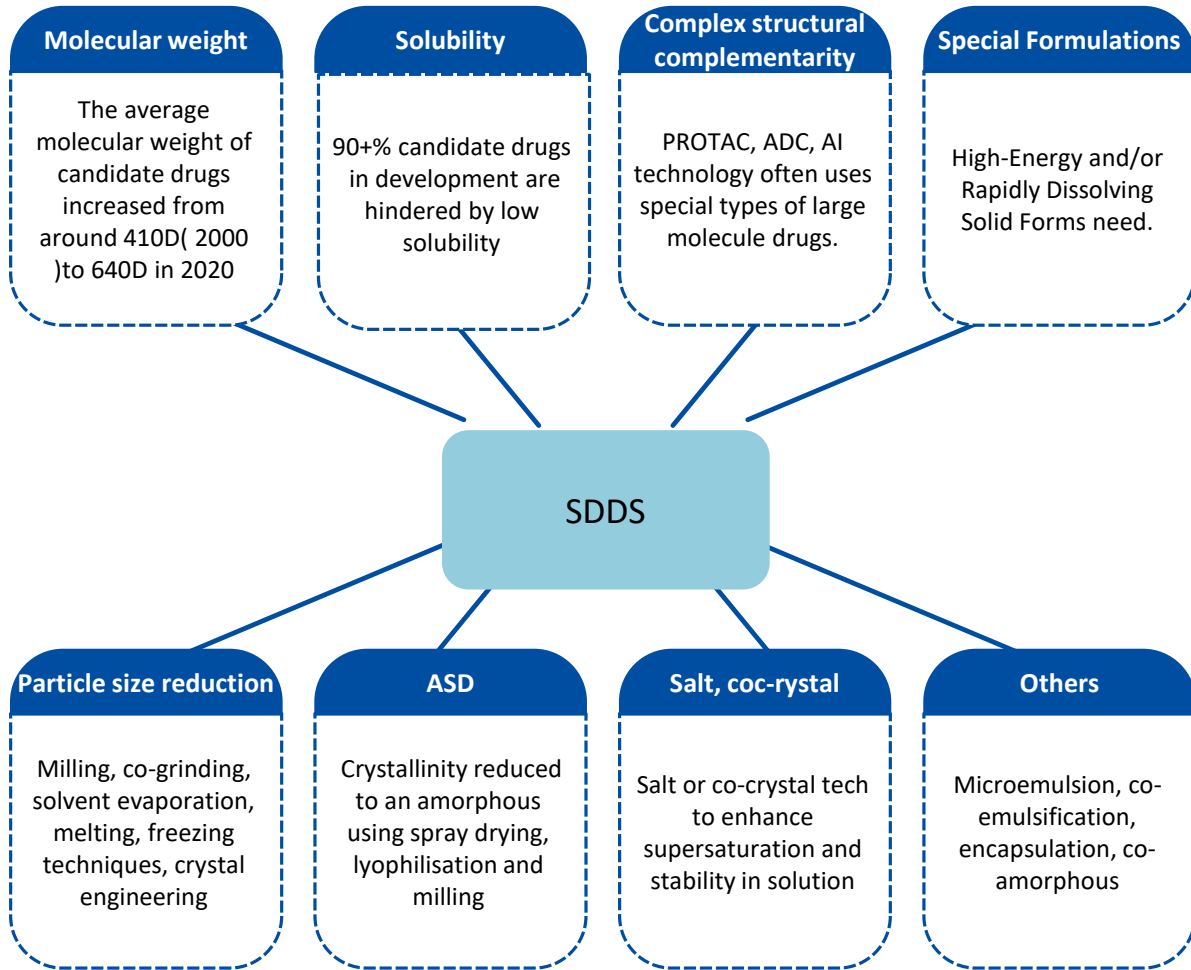 Molecular weight
The average
molecular weight of
candidate drugs
increased from
around 410D( 2000
)to 640D in 2020
Solubility
90+% candidate drugs
in development are
hindered by low
solubility
Complex structural
complementarity
PROTAC, ADC, AI
technology often uses
special types of large
molecule drugs.
Special Formulations
High-Energy and/or
Rapidly Dissolving
Solid Forms need.
SDDS
Particle size reduction
Milling, co-grinding,
solvent evaporation,
melting, freezing
techniques, crystal
engineering
ASD
Crystallinity reduced
to an amorphous
using spray drying,
lyophilisation and
milling
Salt, coc-rystal
Salt or co-crystal tech
to enhance
supersaturation and
stability in solution
Others
Microemulsion, co-
emulsification,
encapsulation, co-
amorphous